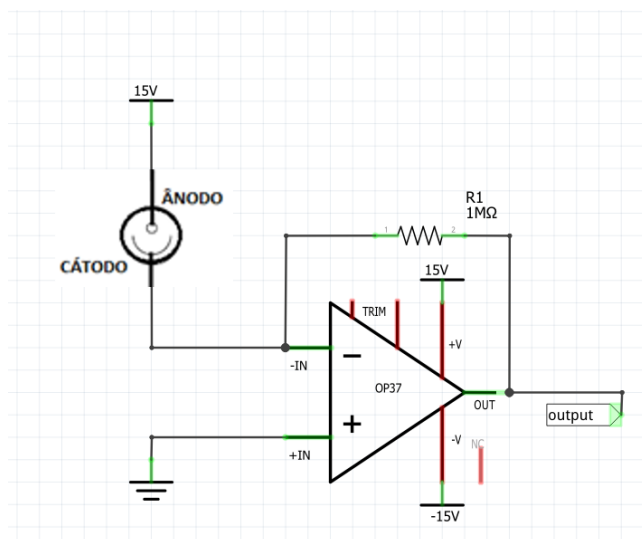 15V
ÂNODO
CÁTODO
R1
1MΩ
1
2
15V
TRIM
+V
-IN
OP37
OUT
output
+IN
-V
NC
-15V